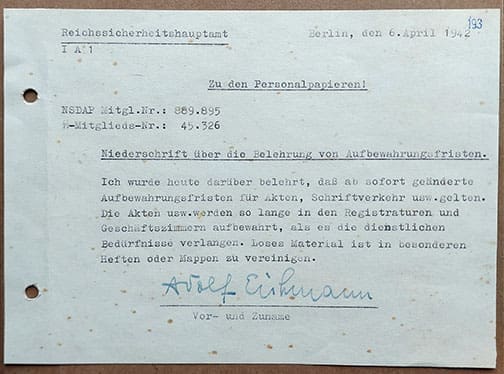 193
Reichssicherheitshauptamt Berlin, den 6.April 1942
I A 1
Zu den Personalpapieren!
NSDAP Mitgl.Nr.: 889.895
ᛋᛋ-Mitglieds-Nr.: 45.326
Niederschrift über die Belehrung von Aufbewahrungsfristen.
Ich wurde heute darüber belehrt, daß ab sofort geänderte
Aufbewahrungsfristen für Akten, Schriftverkehr usw.gelten.
Die Akten usw.werden so lange in den Registraturen und
Geschäftszimmern aufbewahrt, als es die dienstlichen
Bedürfnisse verlangen. Loses Material ist in besonderen
Heften oder Mappen zu vereinigen.
Adolf Eichmann
Vor- und Zuname